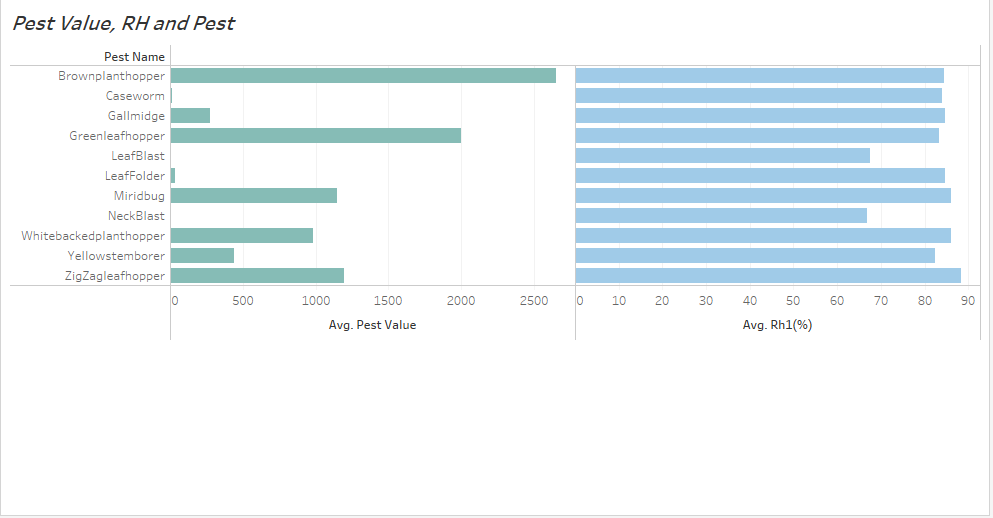 Pest Value, RH and Pest
Pest Name
Brownplanthopper
Caseworm
Gallmidge
Greenleafhopper
LeafBlast
LeafFolder
Miridbug
NeckBlast
Whitebackedplanthopper
Yellowstemborer
ZigZagleafhopper
0 500 1000 1500 2000 2500 0 10 20 30 40 50 60 70 80 90
Avg. Pest Value Avg. Rh1(%)